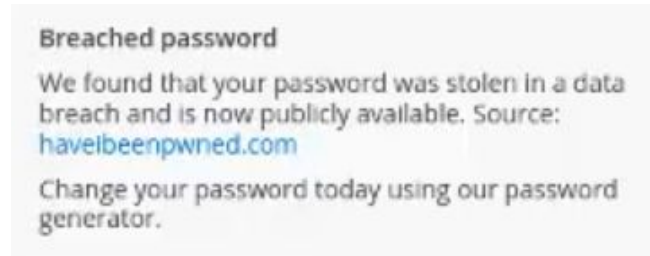 Breached password
We found that your password was stolen in a data
breach and is now publicly available. Source:
haveibeenpwned.com
Change your password today using our password
generator.